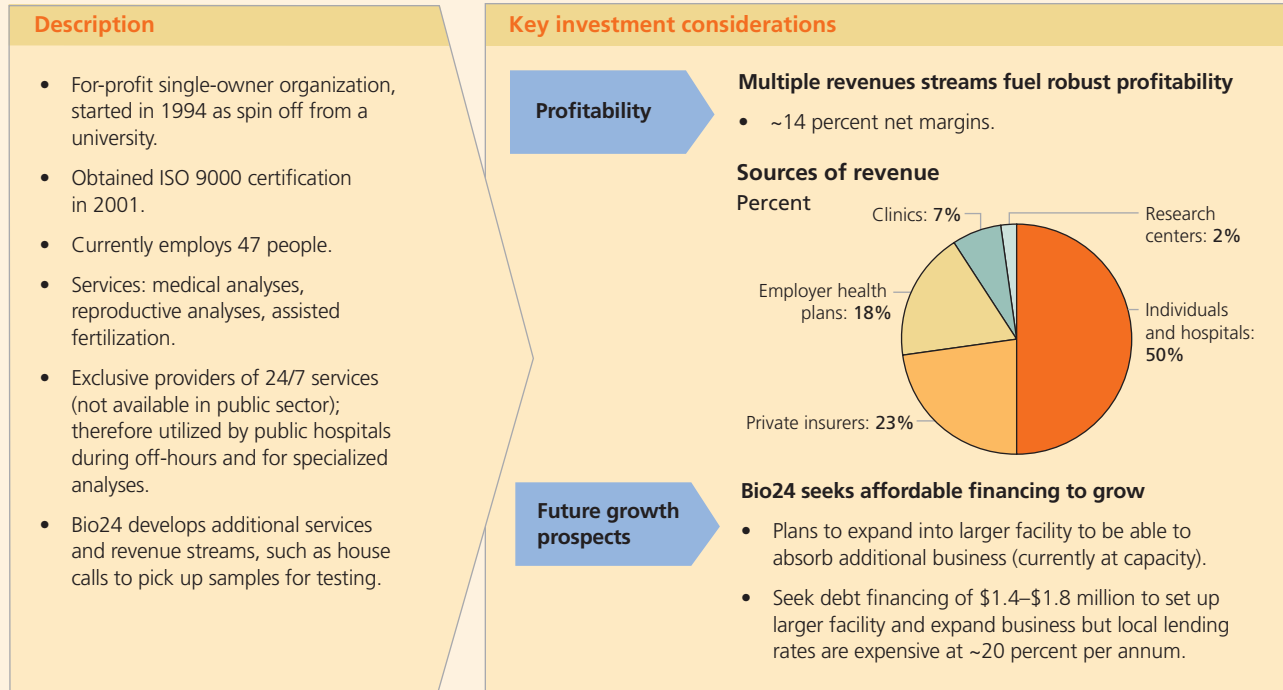 Description
• For-profit single-owner organization,
started in 1994 as spin off from a
university.
• Obtained ISO 9000 certification
in 2001.
• Currently employs 47 people.
• Services: medical analyses,
reproductive analyses, assisted
fertilization.
• Exclusive providers of 24/7 services
(not available in public sector);
therefore utilized by public hospitals
during off-hours and for specialized
analyses.
• Bio24 develops additional services
and revenue streams, such as house
calls to pick up samples for testing.
Key investment considerations
Profitability
Multiple revenues streams fuel robust profitability
• ~14 percent net margins.
Sources of revenue
Percent
Clinics: 7%
Research
centers: 2%
Employer health
plans: 18%
Individuals
and hospitals:
50%
Private insurers: 23%
Future growth
prospects
Bio24 seeks affordable financing to grow
• Plans to expand into larger facility to be able to
absorb additional business (currently at capacity).
• Seek debt financing of $1.4–$1.8 million to set up
larger facility and expand business but local lending
rates are expensive at ~20 percent per annum.